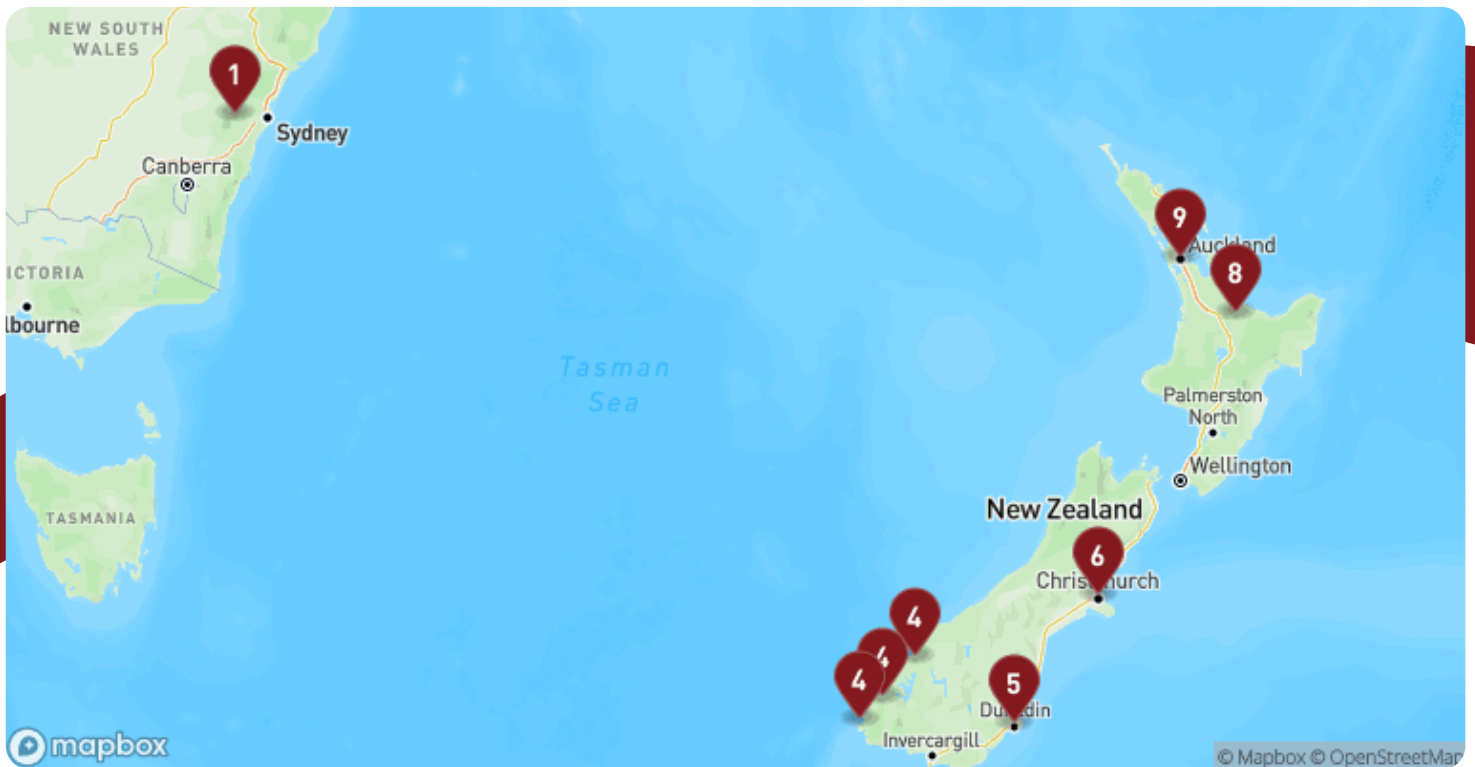 NEW SOUTH
WALES
1
Sydney
Canberra
ICTORIA
lbourne
TASMANIA
Tasman
Sea
9
Auckland
8
Palmerston
North
Wellington
New Zealand
6
Christchurch
4
4
4
5
Dunedin
Invercargill
mapbox
© Mapbox © OpenStreetMap